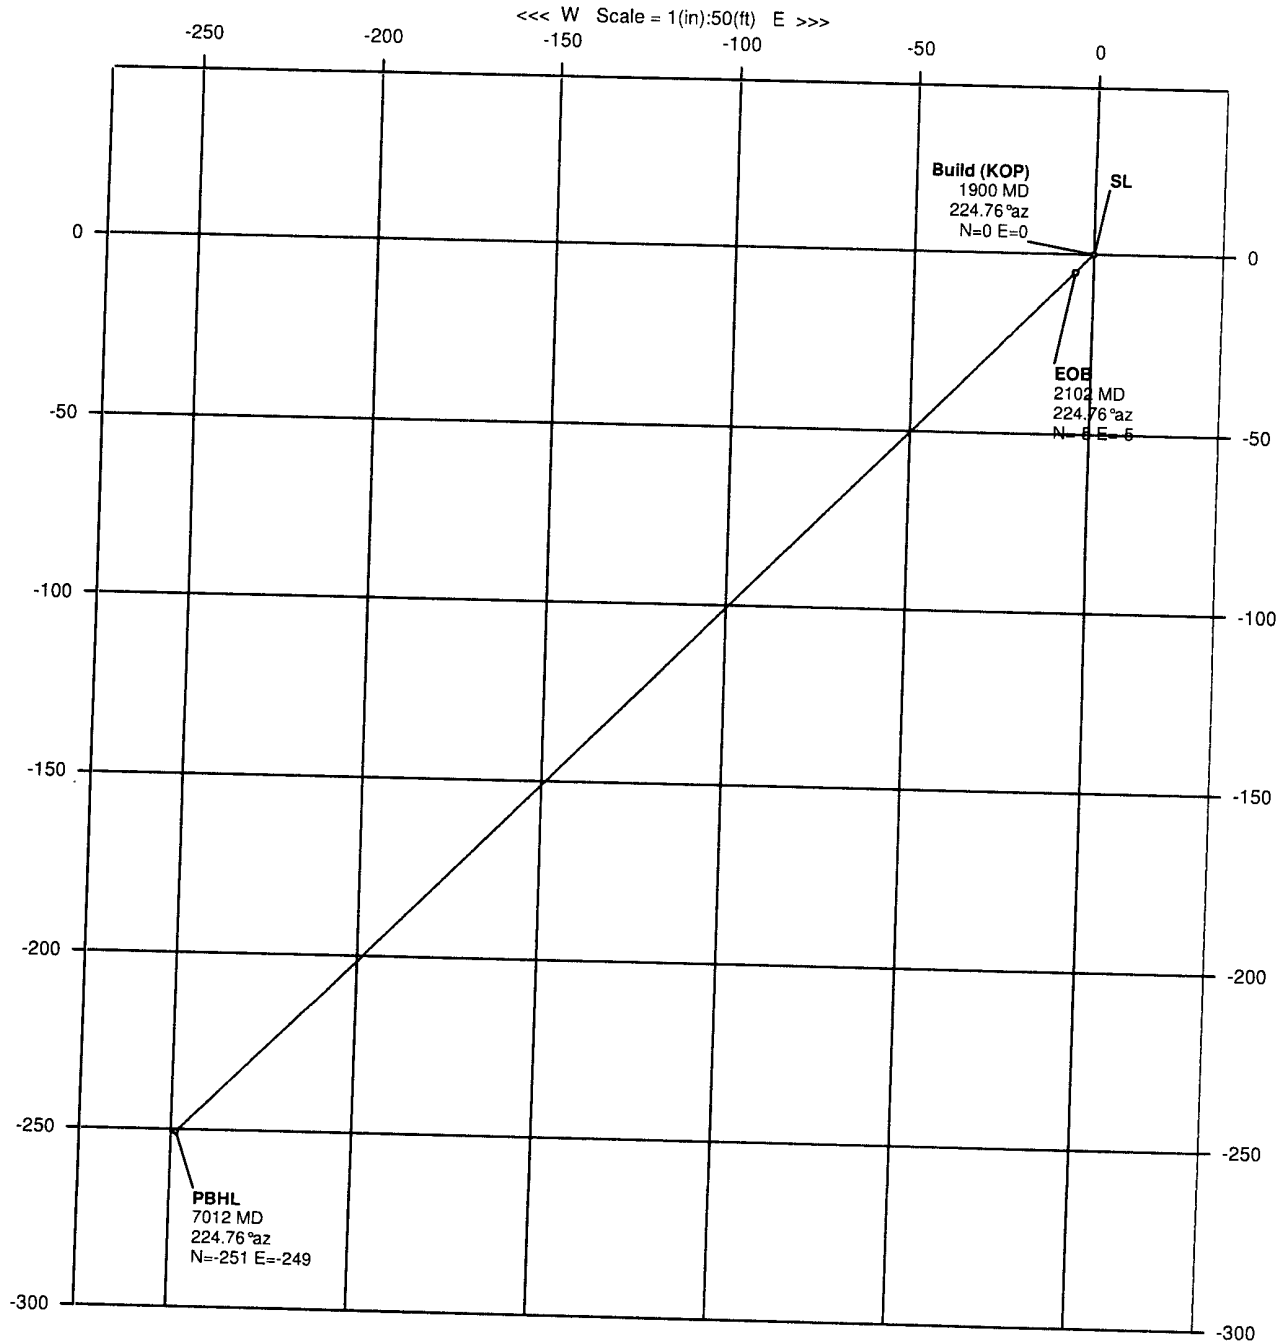 <<< W Scale = 1(in):50(ft) E >>>
-250 -200 -150 -100 -50 0
Build (KOP)
1900 MD
224.76°az
N=0 E=0
SL
0 0
EOB
2102 MD
224.76°az
N=-5 E=-5
-50 -50
-100 -100
-150 -150
-200 -200
-250 -250
PBHL
7012 MD
224.76°az
N=-251 E=-249
-300 -300